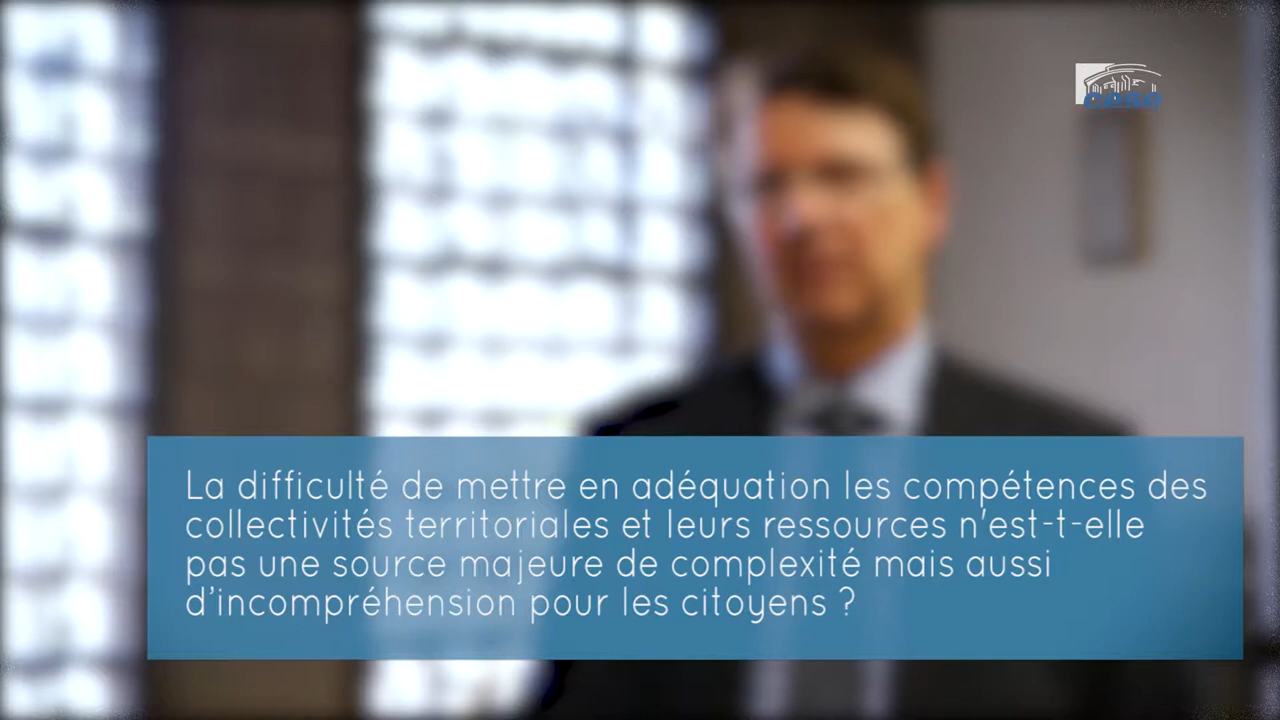 cese
La difficulté de mettre en adéquation les compétences des
collectivités territoriales et leurs ressources n'est-t-elle
pas une source majeure de complexité mais aussi
d’incompréhension pour les citoyens ?